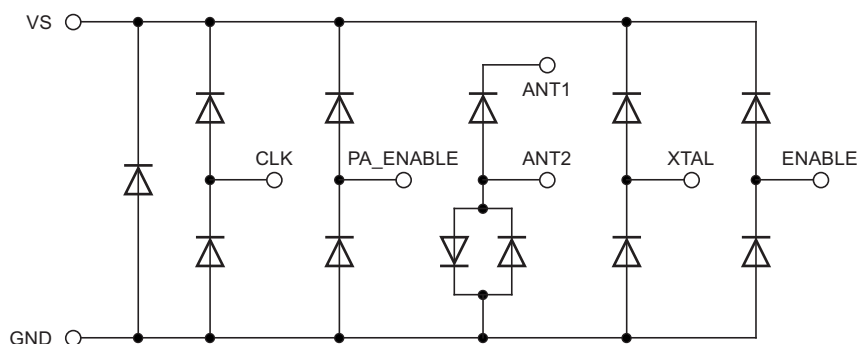 VS
ANT1
CLK
PA_ENABLE
ANT2
XTAL
ENABLE
GND